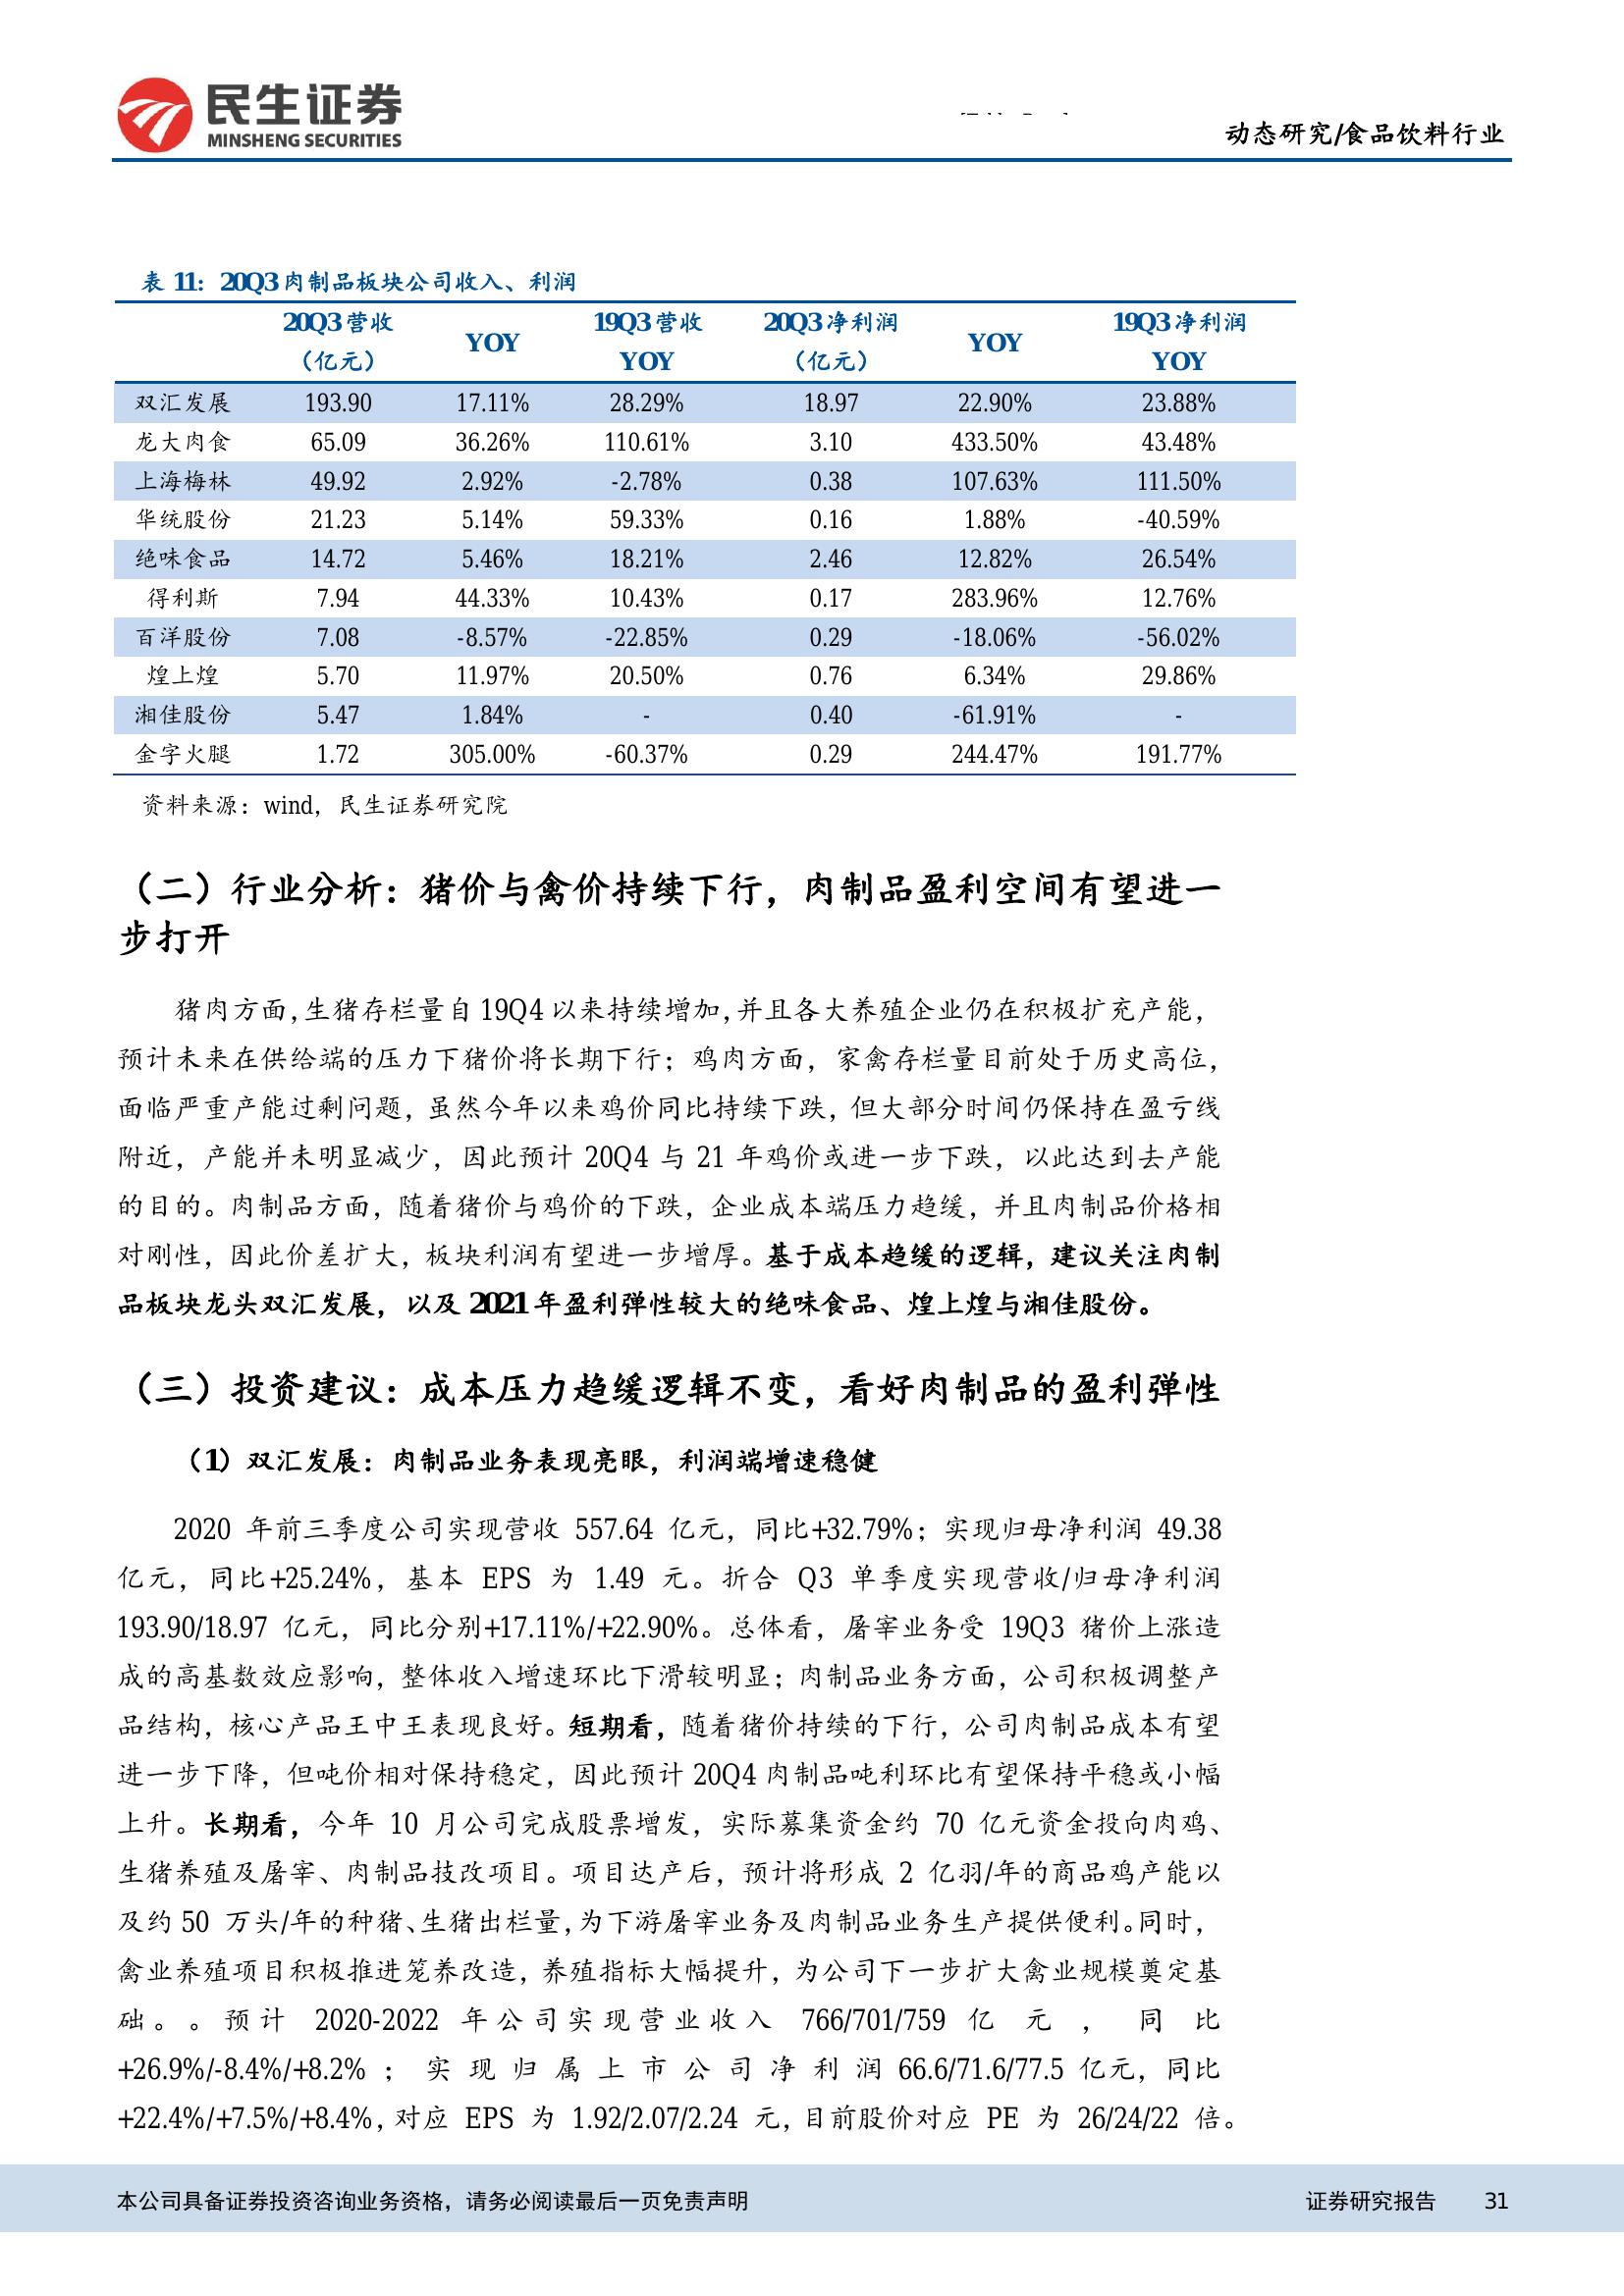 民生证券
MINSHENG SECURITIES
动态研究/食品饮料行业
表 11：20Q3 肉制品板块公司收入、利润
20Q3 营收（亿元） YOY 19Q3 营收 YOY 20Q3 净利润（亿元） YOY 19Q3 净利润 YOY
双汇发展 193.90 17.11% 28.29% 18.97 22.90% 23.88%
龙大肉食 65.09 36.26% 110.61% 3.10 433.50% 43.48%
上海梅林 49.92 2.92% -2.78% 0.38 107.63% 111.50%
华统股份 21.23 5.14% 59.33% 0.16 1.88% -40.59%
绝味食品 14.72 5.46% 18.21% 2.46 12.82% 26.54%
得利斯 7.94 44.33% 10.43% 0.17 283.96% 12.76%
百洋股份 7.08 -8.57% -22.85% 0.29 -18.06% -56.02%
煌上煌 5.70 11.97% 20.50% 0.76 6.34% 29.86%
湘佳股份 5.47 1.84% - 0.40 -61.91% -
金字火腿 1.72 305.00% -60.37% 0.29 244.47% 191.77%
资料来源：wind，民生证券研究院
（二）行业分析：猪价与禽价持续下行，肉制品盈利空间有望进一
步打开
猪肉方面，生猪存栏量自 19Q4 以来持续增加，并且各大养殖企业仍在积极扩充产能，
预计未来在供给端的压力下猪价将长期下行；鸡肉方面，家禽存栏量目前处于历史高位，
面临严重产能过剩问题，虽然今年以来鸡价同比持续下跌，但大部分时间仍保持在盈亏线
附近，产能并未明显减少，因此预计 20Q4 与 21 年鸡价或进一步下跌，以此达到去产能
的目的。肉制品方面，随着猪价与鸡价的下跌，企业成本端压力趋缓，并且肉制品价格相
对刚性，因此价差扩大，板块利润有望进一步增厚。基于成本趋缓的逻辑，建议关注肉制
品板块龙头双汇发展，以及 2021 年盈利弹性较大的绝味食品、煌上煌与湘佳股份。
（三）投资建议：成本压力趋缓逻辑不变，看好肉制品的盈利弹性
（1）双汇发展：肉制品业务表现亮眼，利润端增速稳健
2020 年前三季度公司实现营收 557.64 亿元，同比+32.79%；实现归母净利润 49.38
亿元，同比+25.24%，基本 EPS 为 1.49 元。折合 Q3 单季度实现营收/归母净利润
193.90/18.97 亿元，同比分别+17.11%/+22.90%。总体看，屠宰业务受 19Q3 猪价上涨造
成的高基数效应影响，整体收入增速环比下滑较明显；肉制品业务方面，公司积极调整产
品结构，核心产品王中王表现良好。短期看，随着猪价持续的下行，公司肉制品成本有望
进一步下降，但吨价相对保持稳定，因此预计 20Q4 肉制品吨利环比有望保持平稳或小幅
上升。长期看，今年 10 月公司完成股票增发，实际募集资金约 70 亿元资金投向肉鸡、
生猪养殖及屠宰、肉制品技改项目。项目达产后，预计将形成 2 亿羽/年的商品鸡产能以
及约 50 万头/年的种猪、生猪出栏量，为下游屠宰业务及肉制品业务生产提供便利。同时，
禽业养殖项目积极推进笼养改造，养殖指标大幅提升，为公司下一步扩大禽业规模奠定基
础。。预计 2020-2022 年公司实现营业收入 766/701/759 亿元，同比
+26.9%/-8.4%/+8.2%；实现归属上市公司净利润 66.6/71.6/77.5 亿元，同比
+22.4%/+7.5%/+8.4%，对应 EPS 为 1.92/2.07/2.24 元，目前股价对应 PE 为 26/24/22 倍。
本公司具备证券投资咨询业务资格，请务必阅读最后一页免责声明 证券研究报告 31